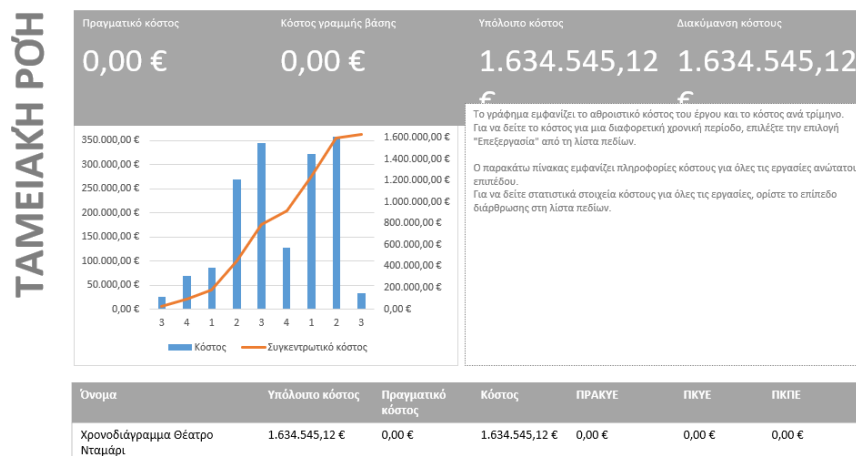 ΤΑΜΕΙΑΚΉ ΡΟΉ
Πραγματικό κόστος
Κόστος γραμμής βάσης
Υπόλοιπο κόστος
Διακύμανση κόστους
0,00 €
0,00 €
1.634.545,12 €
1.634.545,12 €
Το γράφημα εμφανίζει το αθροιστικό κόστος του έργου και το κόστος ανά τρίμηνο.
Για να δείτε το κόστος για μια διαφορετική χρονική περίοδο, επιλέξτε την επιλογή
"Επεξεργασία" από τη λίστα πεδίων.
Ο παρακάτω πίνακας εμφανίζει πληροφορίες κόστους για όλες τις εργασίες ανώτατου
επιπέδου.
Για να δείτε στατιστικά στοιχεία κόστους για όλες τις εργασίες, ορίστε το επίπεδο
διάρθρωσης στη λίστα πεδίων.
350.000,00 €
300.000,00 €
250.000,00 €
200.000,00 €
150.000,00 €
100.000,00 €
50.000,00 €
0,00 €
1.600.000,00 €
1.400.000,00 €
1.200.000,00 €
1.000.000,00 €
800.000,00 €
600.000,00 €
400.000,00 €
200.000,00 €
0,00 €
3 4 1 2 3 4 1 2 3
Κόστος Συγκεντρωτικό κόστος
Όνομα Υπόλοιπο κόστος Πραγματικό κόστος Κόστος ΠΡΑΚΥΕ ΠΚΥΕ ΠΚΠΕ
Χρονοδιάγραμμα Θέατρο Νταμάρι 1.634.545,12 € 0,00 € 1.634.545,12 € 0,00 € 0,00 € 0,00 €